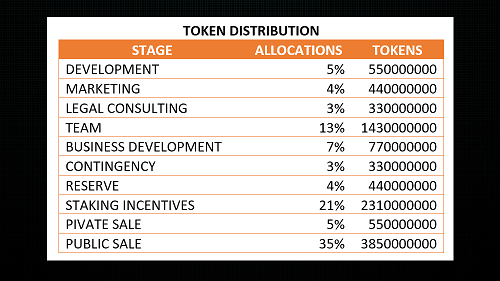 TOKEN DISTRIBUTION
STAGE ALLOCATIONS TOKENS
DEVELOPMENT 5% 550000000
MARKETING 4% 440000000
LEGAL CONSULTING 3% 330000000
TEAM 13% 1430000000
BUSINESS DEVELOPMENT 7% 770000000
CONTINGENCY 3% 330000000
RESERVE 4% 440000000
STAKING INCENTIVES 21% 2310000000
PIVATE SALE 5% 550000000
PUBLIC SALE 35% 3850000000